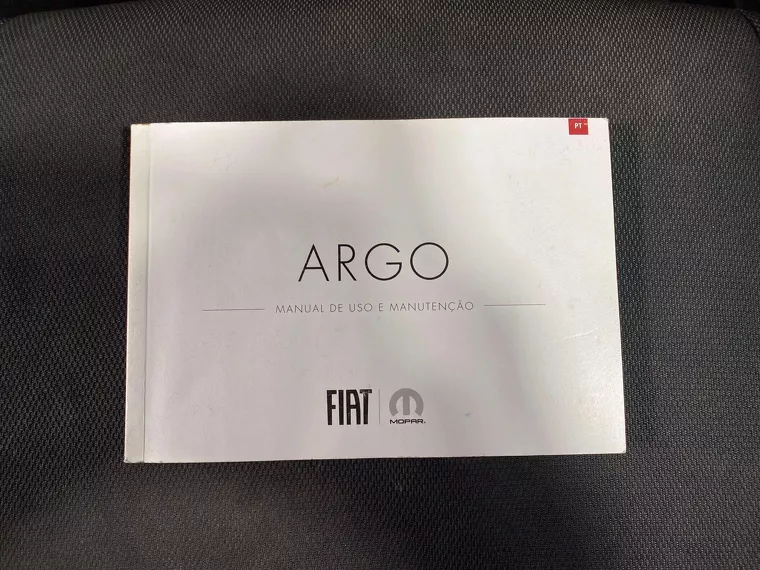 PT
ARGO
MANUAL DE USO E MANUTENÇÃO
FIAT
MOPAR